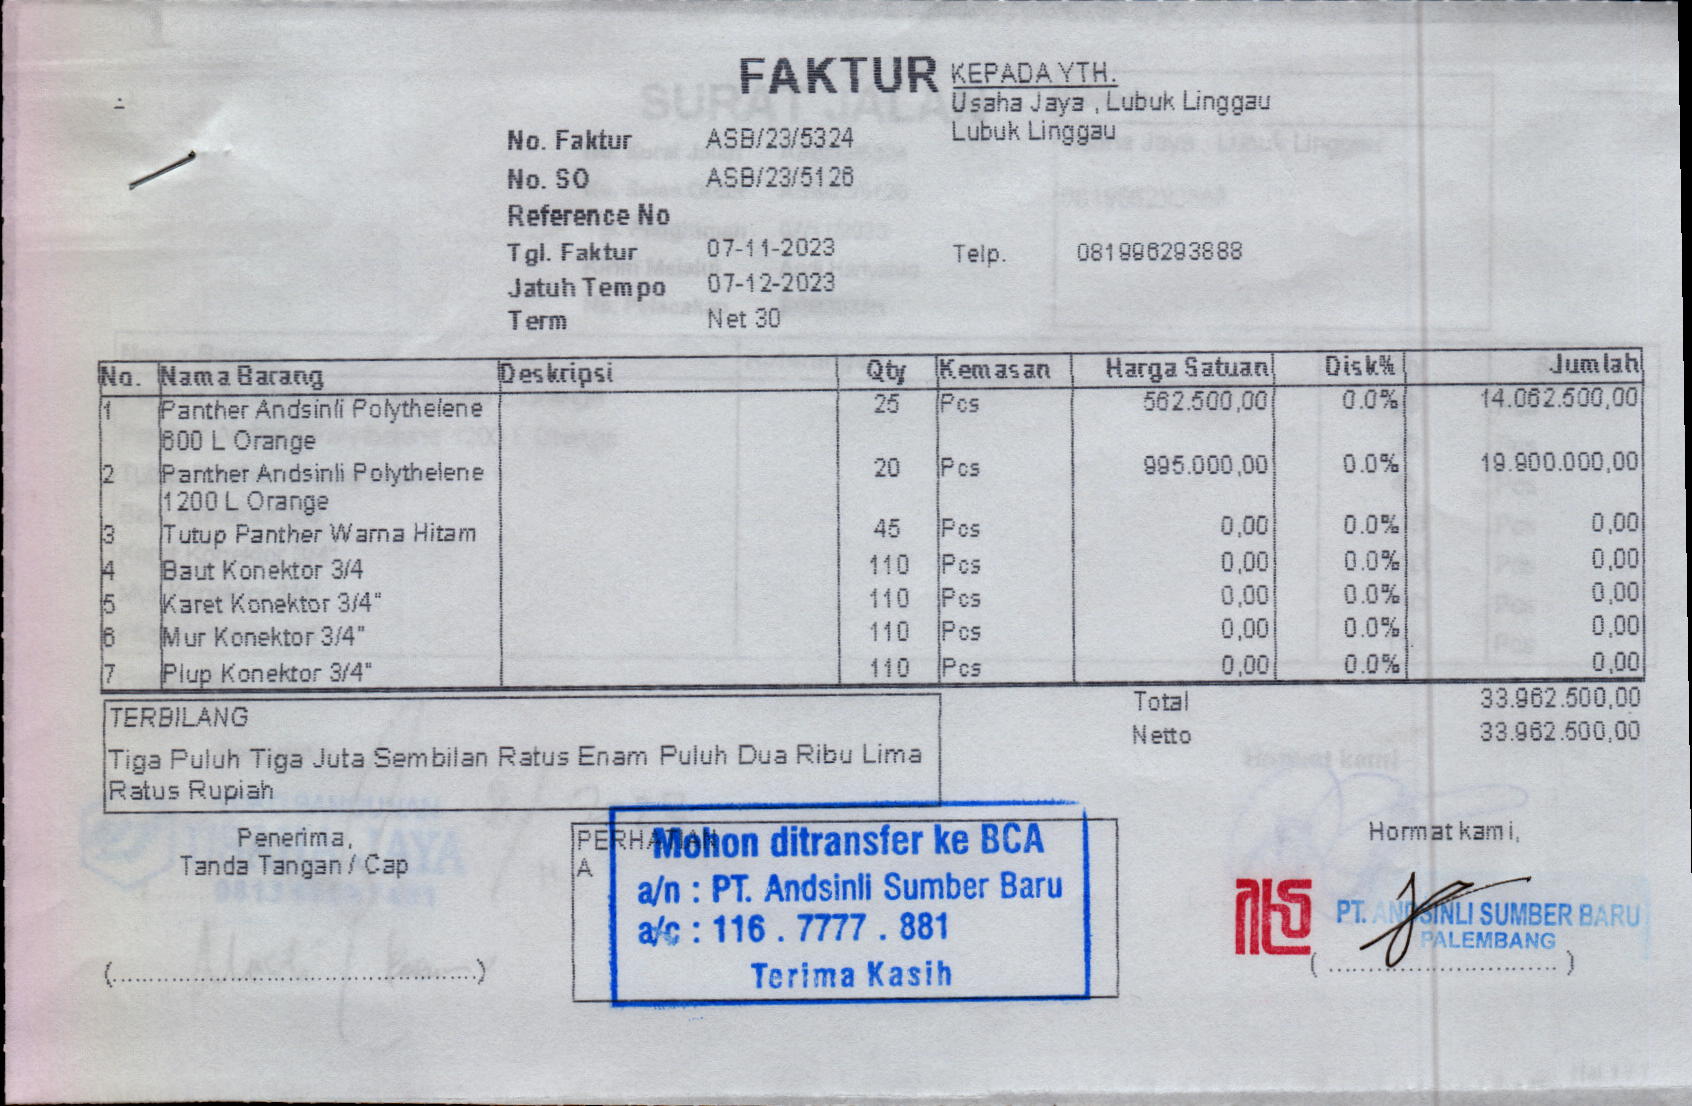 FAKTUR
KEPADA YTH.
Usaha Jaya , Lubuk Linggau
Lubuk Linggau
No. Faktur ASB/23/5324
No. SO ASB/23/5126
Reference No
Tgl. Faktur 07-11-2023
Telp. 081996293888
Jatuh Tempo 07-12-2023
Term Net 30
No. Nama Barang Deskripsi Qty Kemasan Harga Satuan Disk% Jumlah
1 Panther Andsinli Polythelene 25 Pcs 562.500,00 0.0% 14.062.500,00
600 L Orange
2 Panther Andsinli Polythelene 20 Pcs 995.000,00 0.0% 19.900.000,00
1200 L Orange
3 Tutup Panther Warna Hitam 45 Pcs 0,00 0.0% 0,00
4 Baut Konektor 3/4 110 Pcs 0,00 0.0% 0,00
5 Karet Konektor 3/4" 110 Pcs 0,00 0.0% 0,00
6 Mur Konektor 3/4" 110 Pcs 0,00 0.0% 0,00
7 Plup Konektor 3/4" 110 Pcs 0,00 0.0% 0,00
Total 33.962.500,00
Netto 33.962.500,00
TERBILANG
Tiga Puluh Tiga Juta Sembilan Ratus Enam Puluh Dua Ribu Lima
Ratus Rupiah
Penerima,
Tanda Tangan / Cap
(..........................................................)
PERHATIAN
A
Mohon ditransfer ke BCA
a/n : PT. Andsinli Sumber Baru
a/c : 116 . 7777 . 881
Terima Kasih
Hormat kami,
PT. ANDSINLI SUMBER BARU
PALEMBANG
( .................................... )
SURAT JALAN